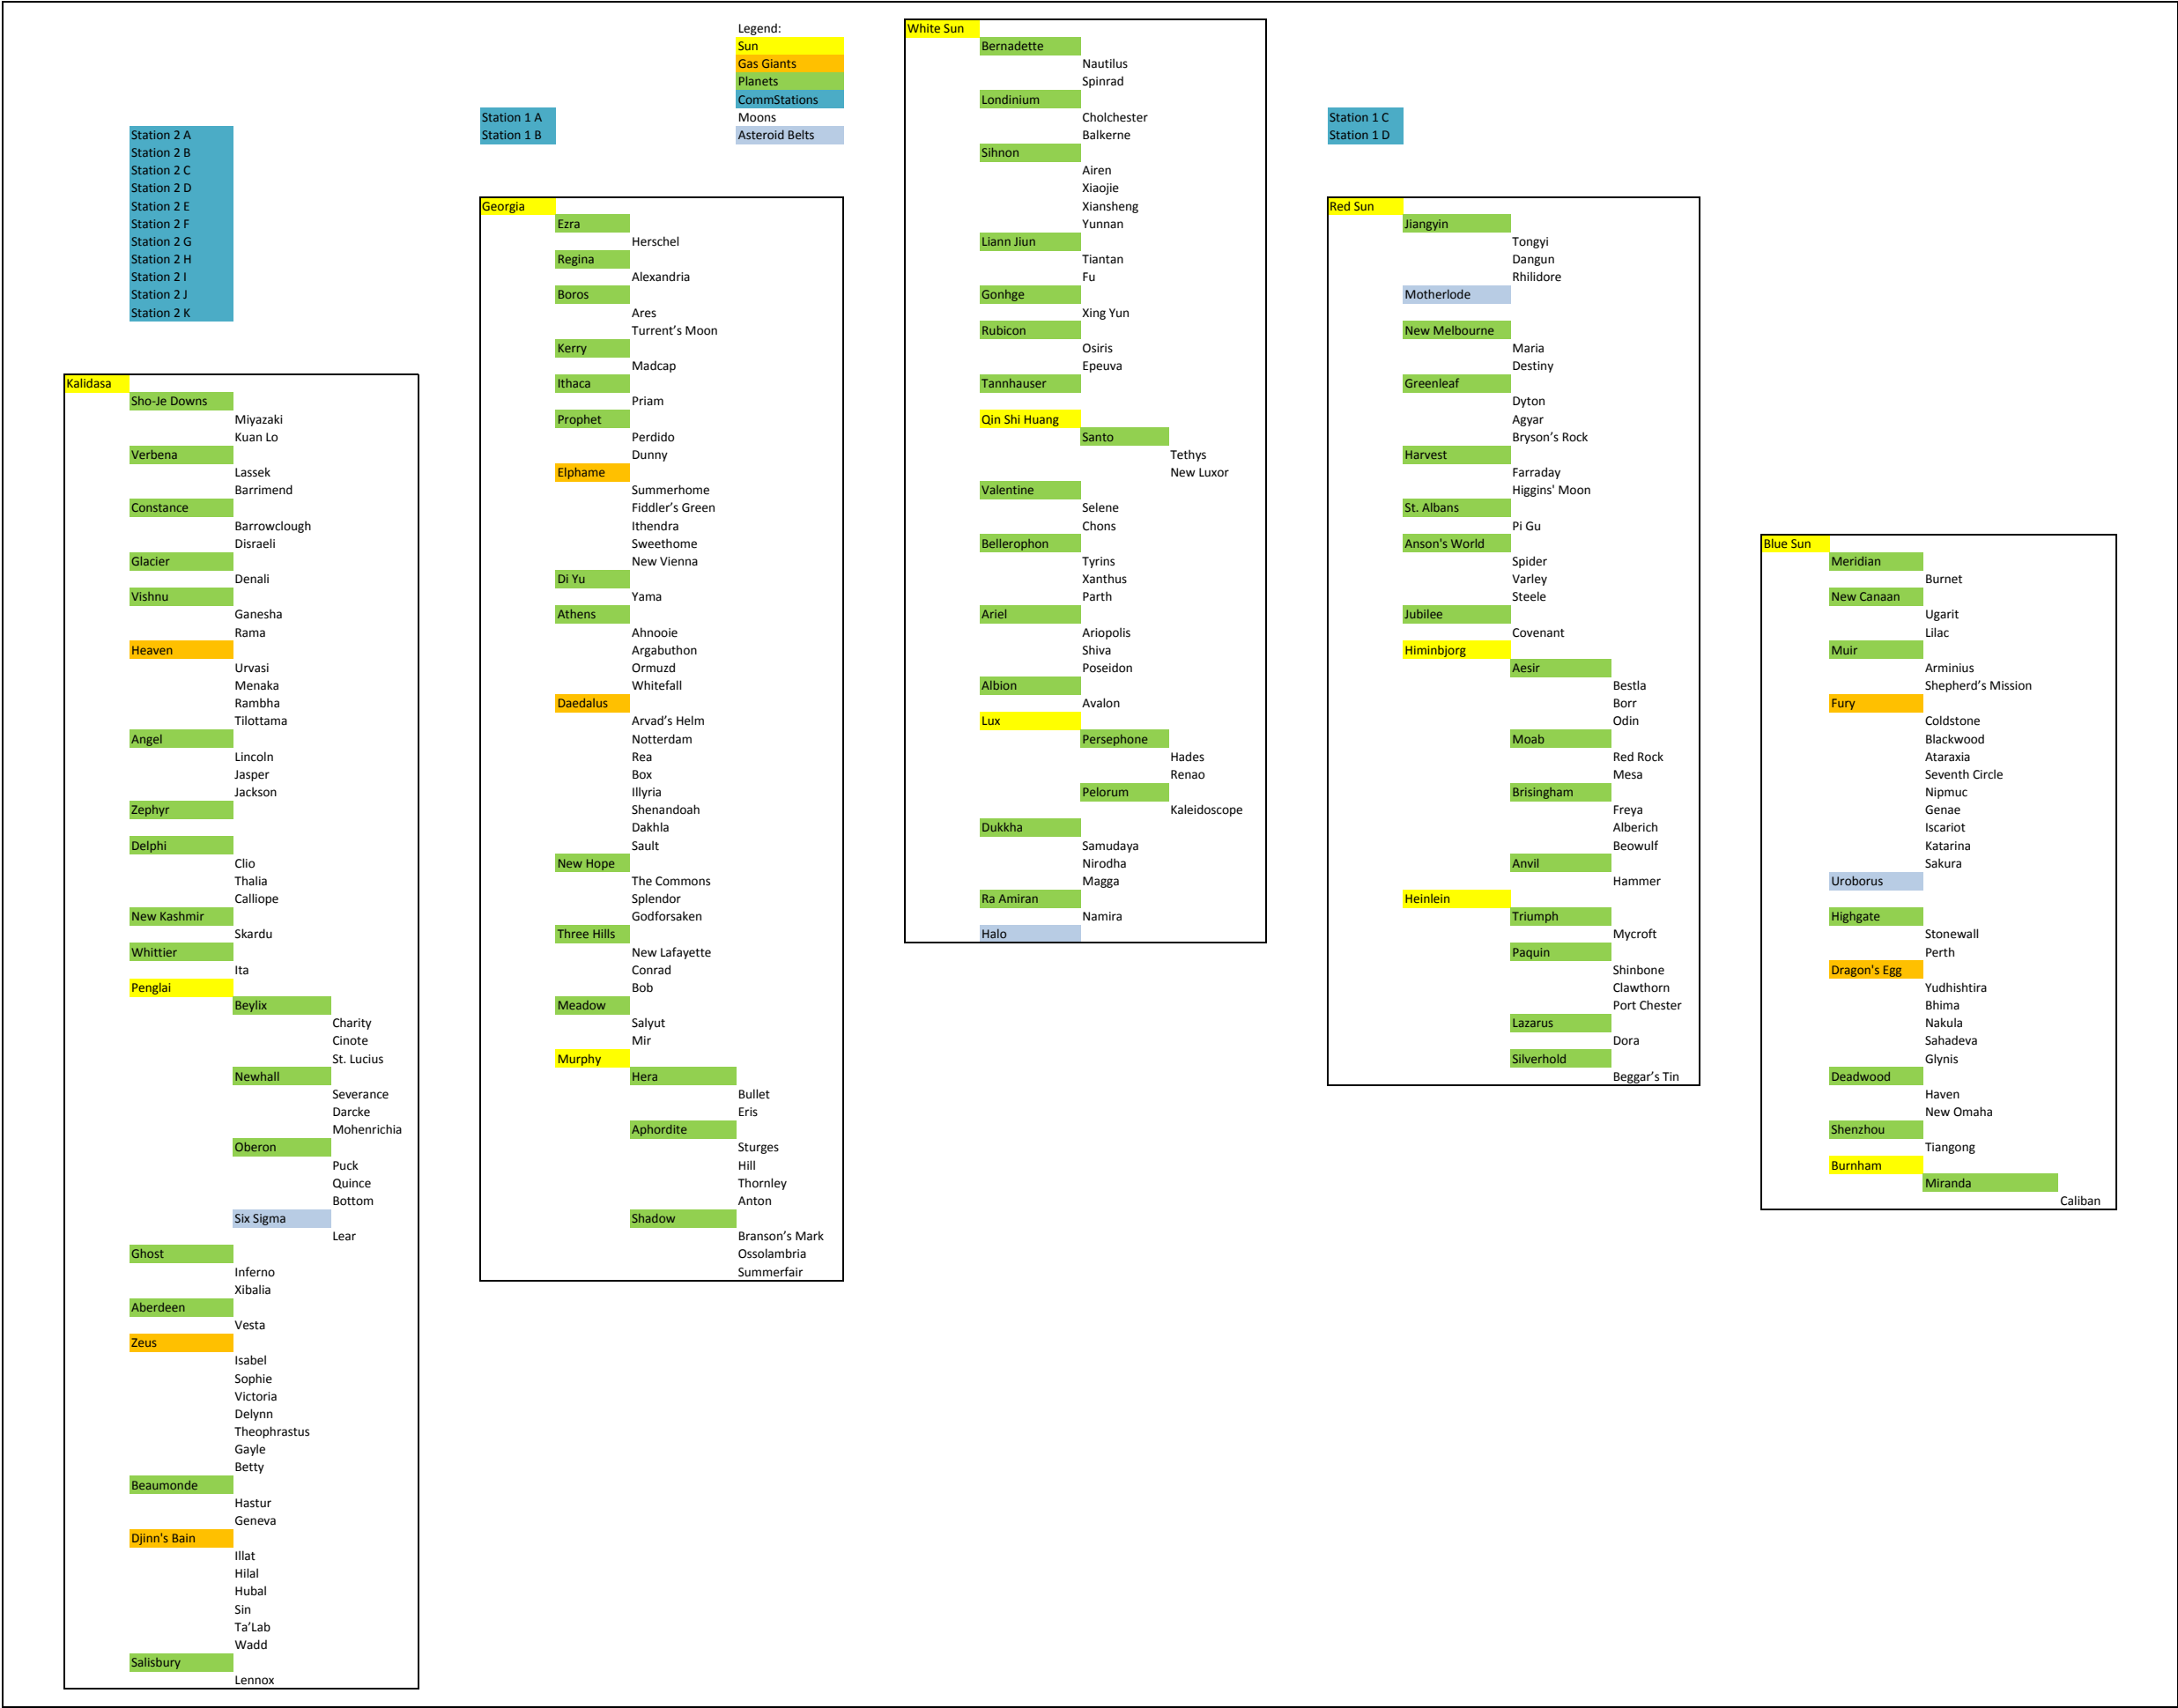 Legend:
Sun
Gas Giants
Planets
CommStations
Moons
Asteroid Belts
Station 2 A
Station 2 B
Station 2 C
Station 2 D
Station 2 E
Station 2 F
Station 2 G
Station 2 H
Station 2 I
Station 2 J
Station 2 K
Kalidasa
Sho-Je Downs
Miyazaki
Kuan Lo
Verbena
Lassek
Barrimend
Constance
Barrowclough
Disraeli
Glacier
Denali
Vishnu
Ganesha
Rama
Heaven
Urvasi
Menaka
Rambha
Tilottama
Angel
Lincoln
Jasper
Jackson
Zephyr
Delphi
Clio
Thalia
Calliope
New Kashmir
Skardu
Whittier
Ita
Penglai
Beylix
Charity
Cinote
St. Lucius
Newhall
Severance
Darcke
Mohenrichia
Oberon
Puck
Quince
Bottom
Six Sigma
Lear
Ghost
Inferno
Xibalia
Aberdeen
Vesta
Zeus
Isabel
Sophie
Victoria
Delynn
Theophrastus
Gayle
Betty
Beaumonde
Hastur
Geneva
Djinn's Bain
Illat
Hilal
Hubal
Sin
Ta’Lab
Wadd
Salisbury
Lennox
Station 1 A
Station 1 B
Georgia
Ezra
Herschel
Regina
Alexandria
Boros
Ares
Turrent’s Moon
Kerry
Madcap
Ithaca
Priam
Prophet
Perdido
Dunny
Elphame
Summerhome
Fiddler’s Green
Ithendra
Sweethome
New Vienna
Di Yu
Yama
Athens
Ahnooie
Argabuthon
Ormuzd
Whitefall
Daedalus
Arvad’s Helm
Notterdam
Rea
Box
Illyria
Shenandoah
Dakhla
Sault
New Hope
The Commons
Splendor
Godforsaken
Three Hills
New Lafayette
Conrad
Bob
Meadow
Salyut
Mir
Murphy
Hera
Bullet
Eris
Aphordite
Sturges
Hill
Thornley
Anton
Shadow
Branson’s Mark
Ossolambria
Summerfair
White Sun
Bernadette
Nautilus
Spinrad
Londinium
Cholchester
Balkerne
Sihnon
Airen
Xiaojie
Xiansheng
Yunnan
Liann Jiun
Tiantan
Fu
Gonhge
Xing Yun
Rubicon
Osiris
Epeuva
Tannhauser
Qin Shi Huang
Santo
Tethys
New Luxor
Valentine
Selene
Chons
Bellerophon
Tyrins
Xanthus
Parth
Ariel
Ariopolis
Shiva
Poseidon
Albion
Avalon
Lux
Persephone
Hades
Renao
Pelorum
Kaleidoscope
Dukkha
Samudaya
Nirodha
Magga
Ra Amiran
Namira
Halo
Station 1 C
Station 1 D
Red Sun
Jiangyin
Tongyi
Dangun
Rhilidore
Motherlode
New Melbourne
Maria
Destiny
Greenleaf
Dyton
Agyar
Bryson’s Rock
Harvest
Farraday
Higgins' Moon
St. Albans
Pi Gu
Anson's World
Spider
Varley
Steele
Jubilee
Covenant
Himinbjorg
Aesir
Bestla
Borr
Odin
Moab
Red Rock
Mesa
Brisingham
Freya
Alberich
Beowulf
Anvil
Hammer
Heinlein
Triumph
Mycroft
Paquin
Shinbone
Clawthorn
Port Chester
Lazarus
Dora
Silverhold
Beggar’s Tin
Blue Sun
Meridian
Burnet
New Canaan
Ugarit
Lilac
Muir
Arminius
Shepherd’s Mission
Fury
Coldstone
Blackwood
Ataraxia
Seventh Circle
Nipmuc
Genae
Iscariot
Katarina
Sakura
Uroborus
Highgate
Stonewall
Perth
Dragon's Egg
Yudhishtira
Bhima
Nakula
Sahadeva
Glynis
Deadwood
Haven
New Omaha
Shenzhou
Tiangong
Burnham
Miranda
Caliban